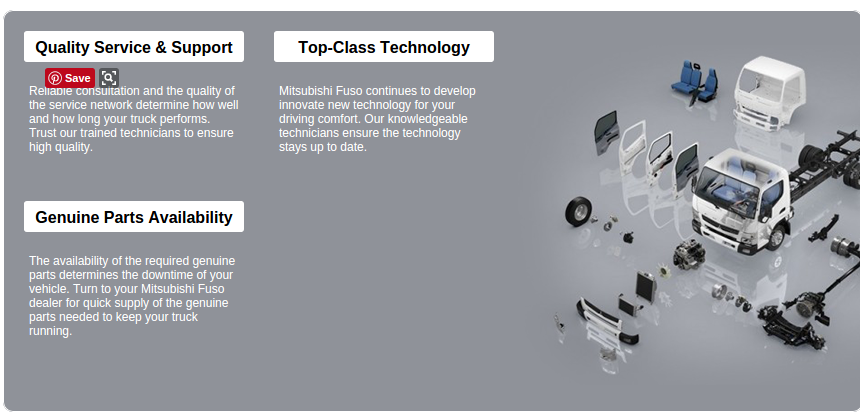 Quality Service & Support
Save
Reliable consultation and the quality of
the service network determine how well
and how long your truck performs.
Trust our trained technicians to ensure
high quality.
Top-Class Technology
Mitsubishi Fuso continues to develop
innovate new technology for your
driving comfort. Our knowledgeable
technicians ensure the technology
stays up to date.
Genuine Parts Availability
The availability of the required genuine
parts determines the downtime of your
vehicle. Turn to your Mitsubishi Fuso
dealer for quick supply of the genuine
parts needed to keep your truck
running.